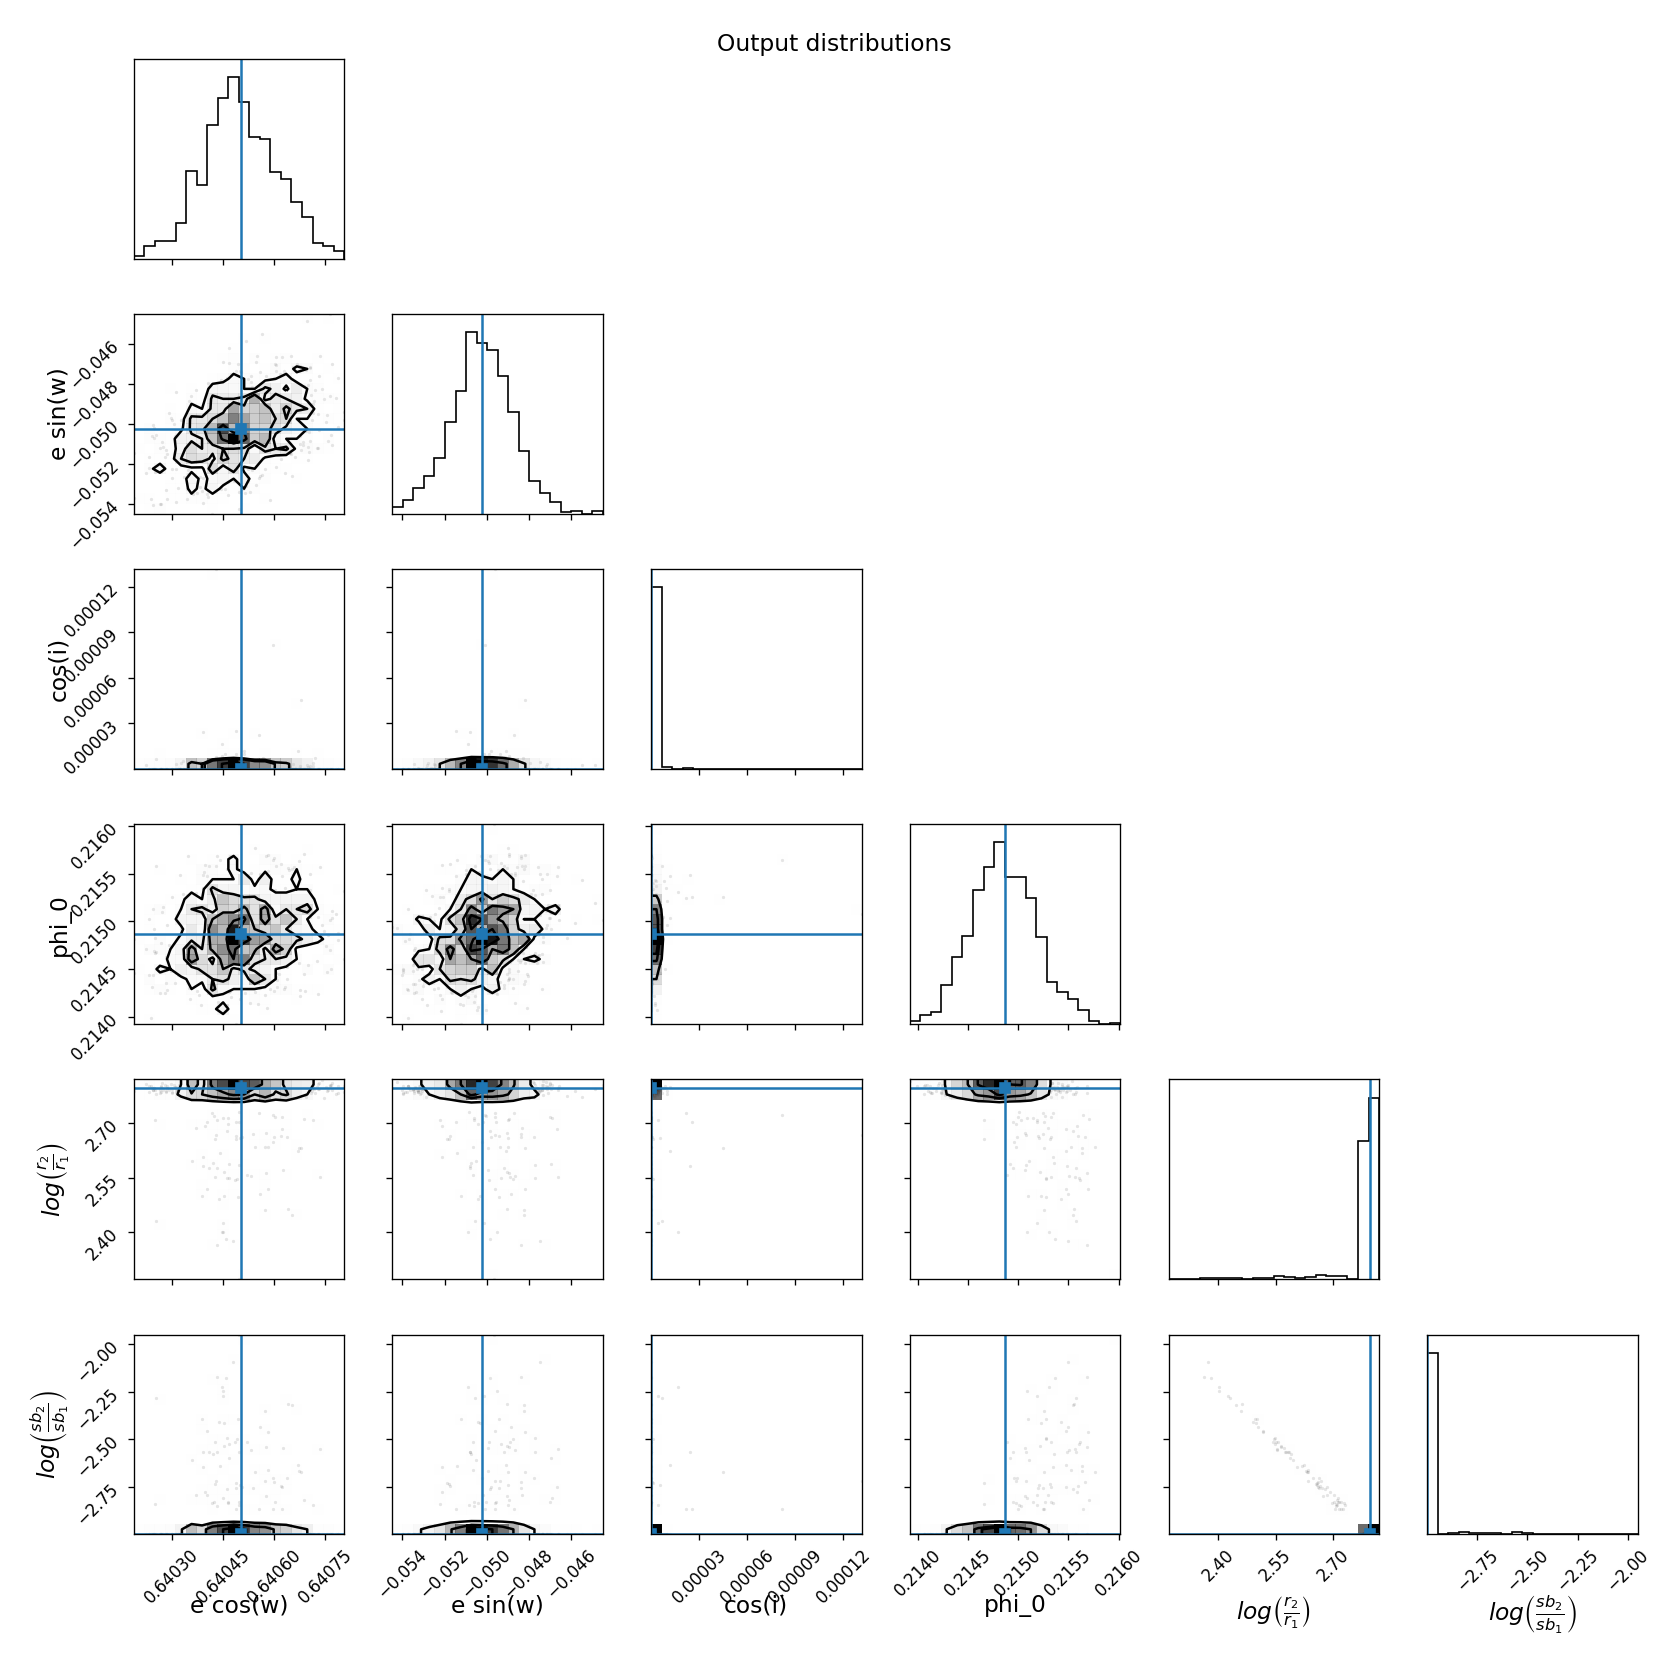 Output distributions
e sin(w)
−0.046
−0.048
−0.050
−0.052
−0.054
cos(i)
0.00012
0.00009
0.00006
0.00003
phi_0
0.2160
0.2155
0.2150
0.2145
0.2140
log(r₂/r₁)
2.70
2.55
2.40
log(sb₂/sb₁)
−2.00
−2.25
−2.50
−2.75
0.64030 0.64045 0.64060 0.64075
e cos(w)
−0.054 −0.052 −0.050 −0.048 −0.046
e sin(w)
0.00003 0.00006 0.00009 0.00012
cos(i)
0.2140 0.2145 0.2150 0.2155 0.2160
phi_0
2.40 2.55 2.70
log(r₂/r₁)
−2.75 −2.50 −2.25 −2.00
log(sb₂/sb₁)